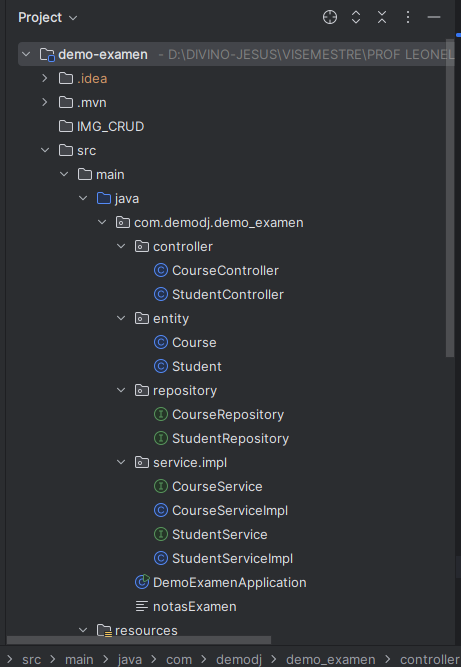 Project
demo-examen - D:\DIVINO-JESUS\VISEMESTRE\PROF LEONEL
.idea
.mvn
IMG_CRUD
src
main
java
com.demodj.demo_examen
controller
C CourseController
C StudentController
entity
C Course
C Student
repository
I CourseRepository
I StudentRepository
service.impl
I CourseService
C CourseServiceImpl
I StudentService
C StudentServiceImpl
C DemoExamenApplication
notasExamen
resources
src > main > java > com > demodj > demo_examen > controller